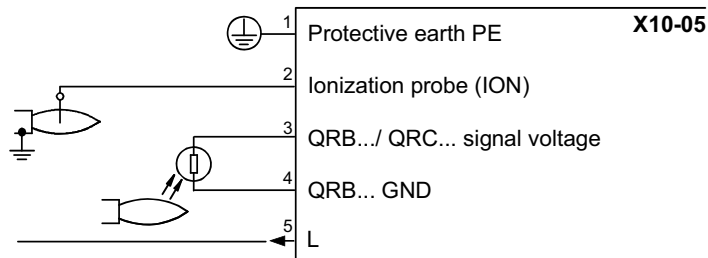 X10-05
1 Protective earth PE
2 Ionization probe (ION)
3 QRB.../ QRC... signal voltage
4 QRB... GND
5 L